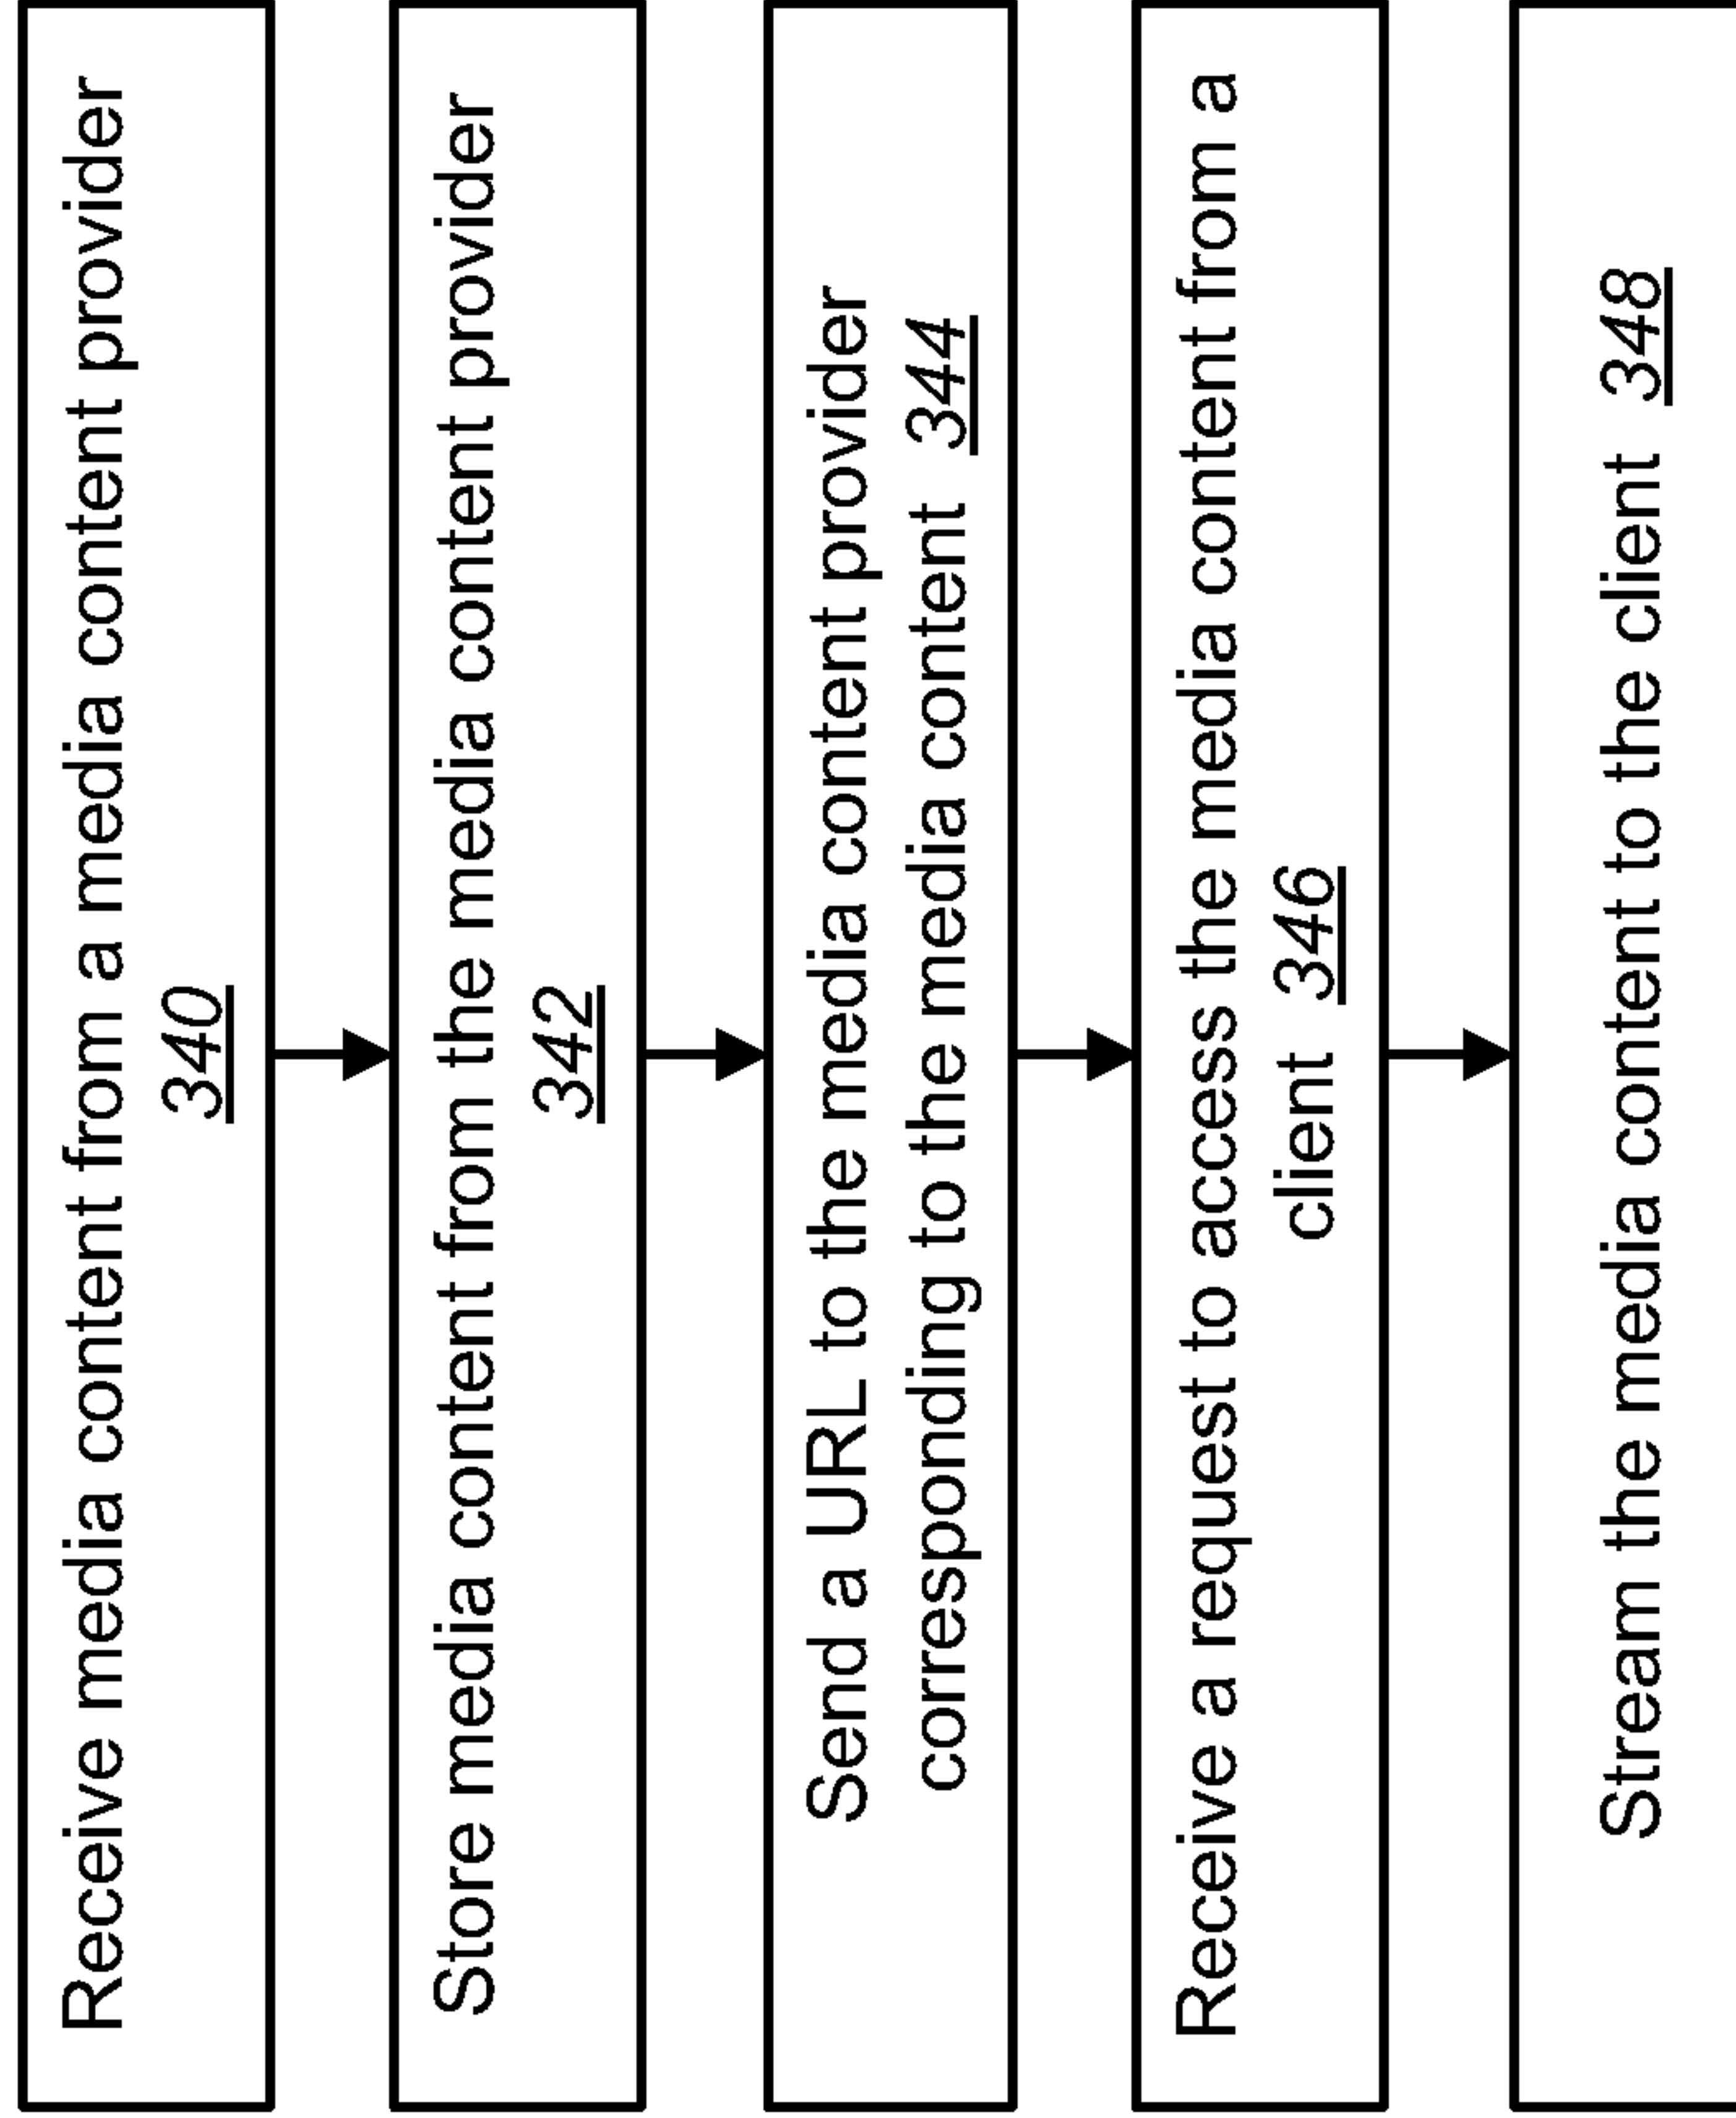 Receive media content from a media content provider
340
Store media content from the media content provider
342
Send a URL to the media content provider
corresponding to the media content 344
Receive a request to access the media content from a
client 346
Stream the media content to the client 348